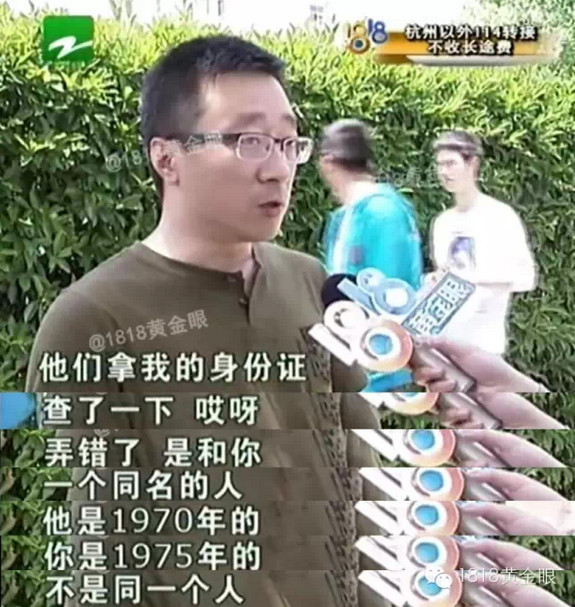 1818
杭州以外114转接
不收长途费
@1818黄金眼
@1818黄金眼
1818
黄金眼
他们拿我的身份证
查了一下 哎呀
弄错了 是和你
一个同名的人
他是1970年的
你是1975年的
不是同一个人
1818黄金眼